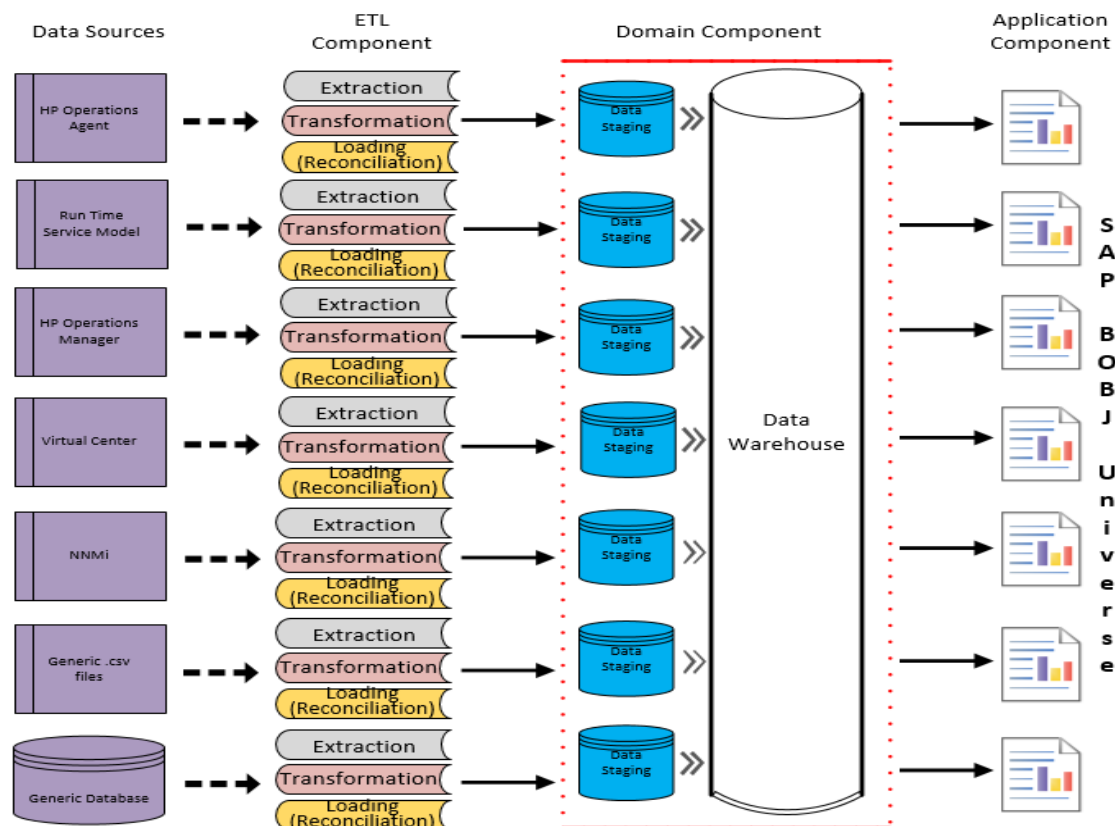 Data Sources
ETL
Component
Domain Component
Application
Component
HP Operations
Agent
Extraction
Transformation
Loading
(Reconciliation)
Data
Staging
Run Time
Service Model
Extraction
Transformation
Loading
(Reconciliation)
Data
Staging
HP Operations
Manager
Extraction
Transformation
Loading
(Reconciliation)
Data
Staging
Virtual Center
Extraction
Transformation
Loading
(Reconciliation)
Data
Staging
NNMi
Extraction
Transformation
Loading
(Reconciliation)
Data
Staging
Generic .csv
files
Extraction
Transformation
Loading
(Reconciliation)
Data
Staging
Generic Database
Extraction
Transformation
Loading
(Reconciliation)
Data
Staging
Data
Warehouse
SAP BOBJ Universe